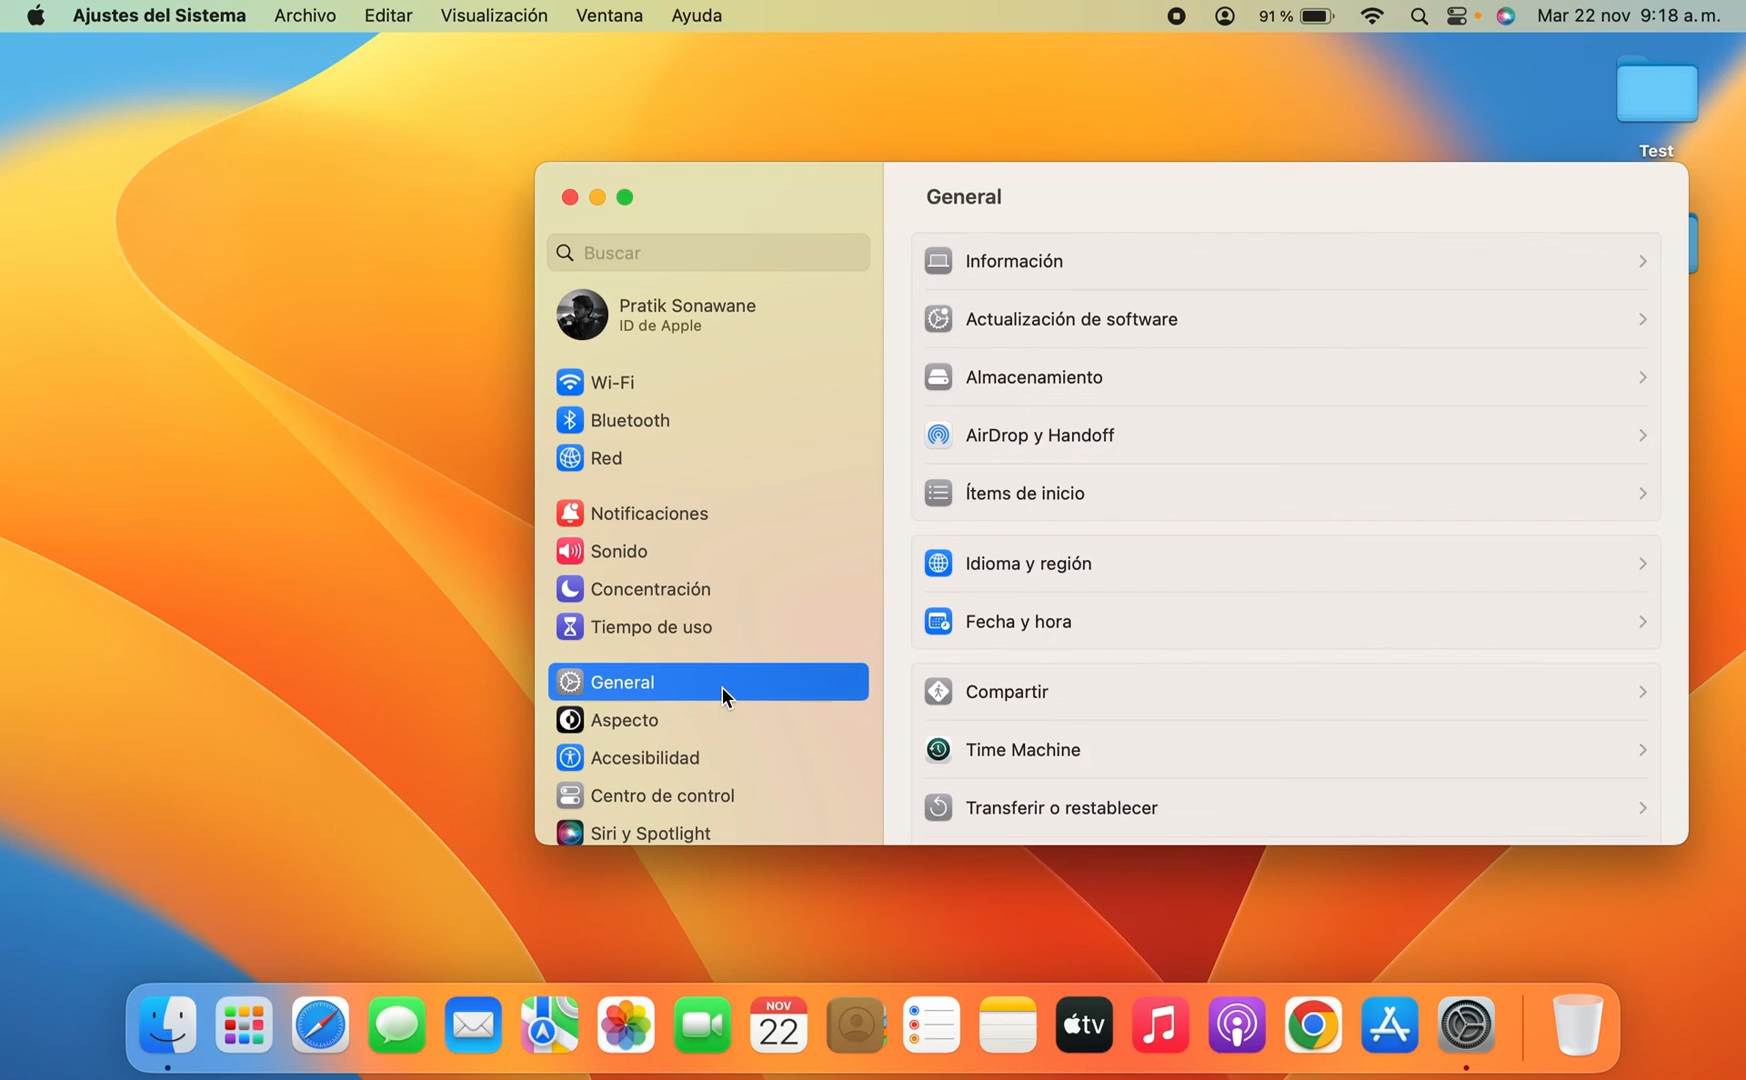 Ajustes del Sistema Archivo Editar Visualización Ventana Ayuda 91 % Mar 22 nov 9:18 a. m.
Test
General
Buscar
Pratik Sonawane
ID de Apple
Wi-Fi
Bluetooth
Red
Notificaciones
Sonido
Concentración
Tiempo de uso
General
Aspecto
Accesibilidad
Centro de control
Siri y Spotlight
Información
Actualización de software
Almacenamiento
AirDrop y Handoff
Ítems de inicio
Idioma y región
Fecha y hora
Compartir
Time Machine
Transferir o restablecer
NOV
22
tv